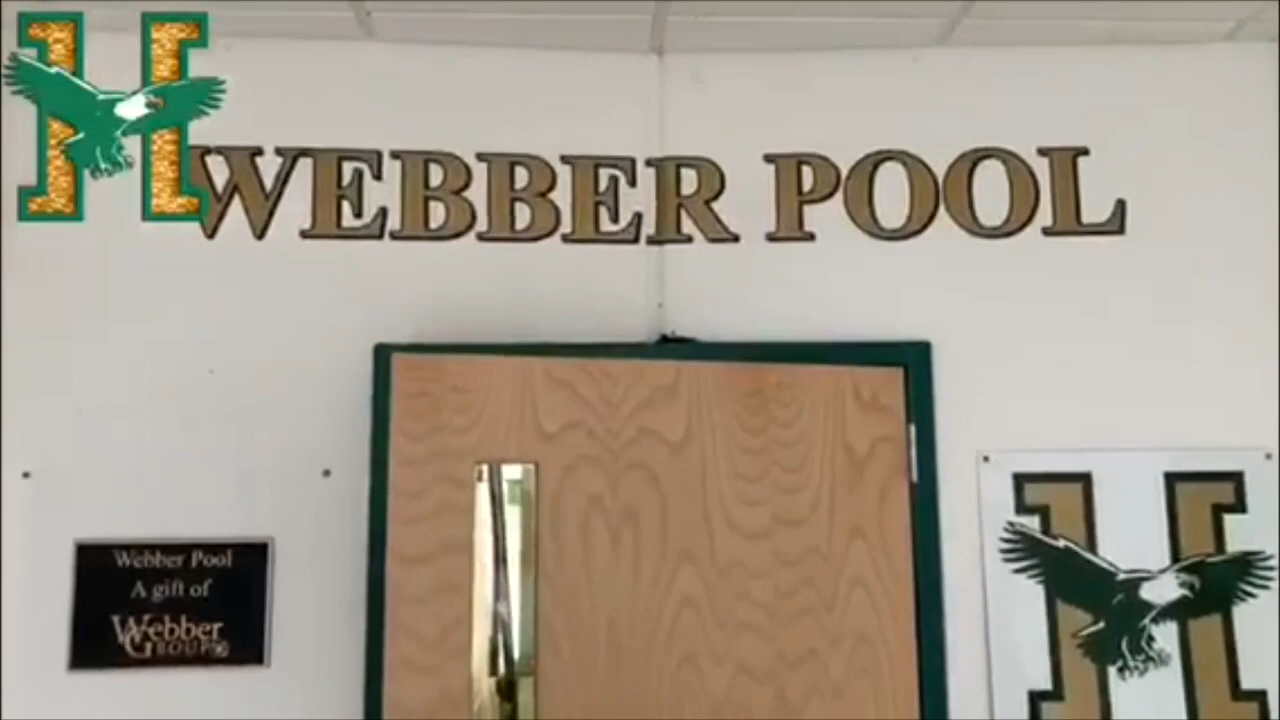 H
WEBBER POOL
Webber Pool
A gift of
Webber
GROUP
H